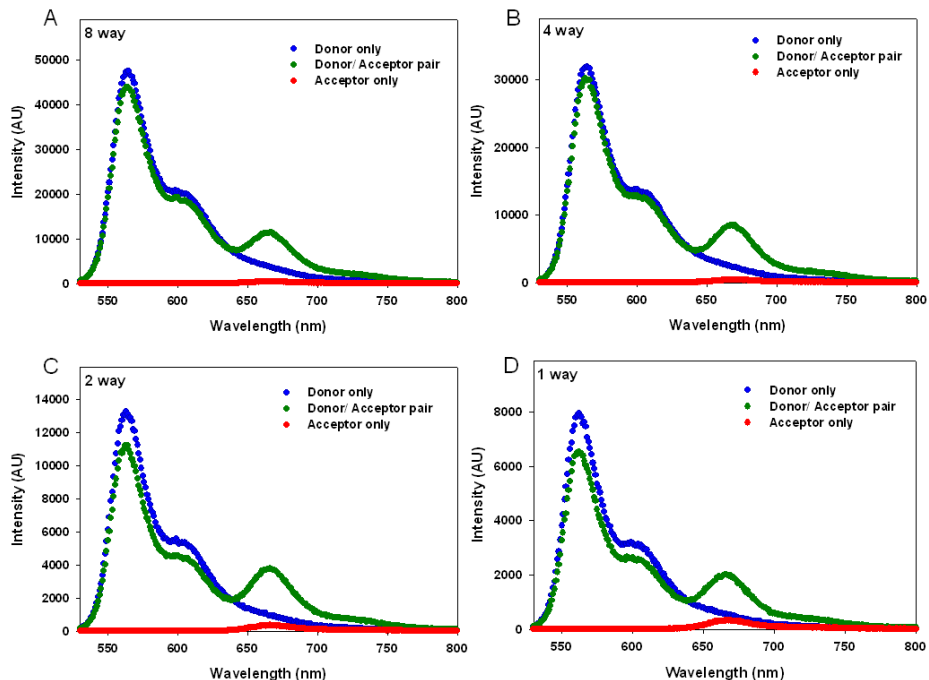 A
8 way
Donor only
Donor/ Acceptor pair
Acceptor only
50000
40000
30000
20000
10000
0
Intensity (AU)
550 600 650 700 750 800
Wavelength (nm)
B
4 way
Donor only
Donor/ Acceptor pair
Acceptor only
30000
20000
10000
0
Intensity (AU)
550 600 650 700 750 800
Wavelength (nm)
C
2 way
Donor only
Donor/ Acceptor pair
Acceptor only
14000
12000
10000
8000
6000
4000
2000
0
Intensity (AU)
550 600 650 700 750 800
Wavelength (nm)
D
1 way
Donor only
Donor/ Acceptor pair
Acceptor only
8000
6000
4000
2000
0
Intensity (AU)
550 600 650 700 750 800
Wavelength (nm)